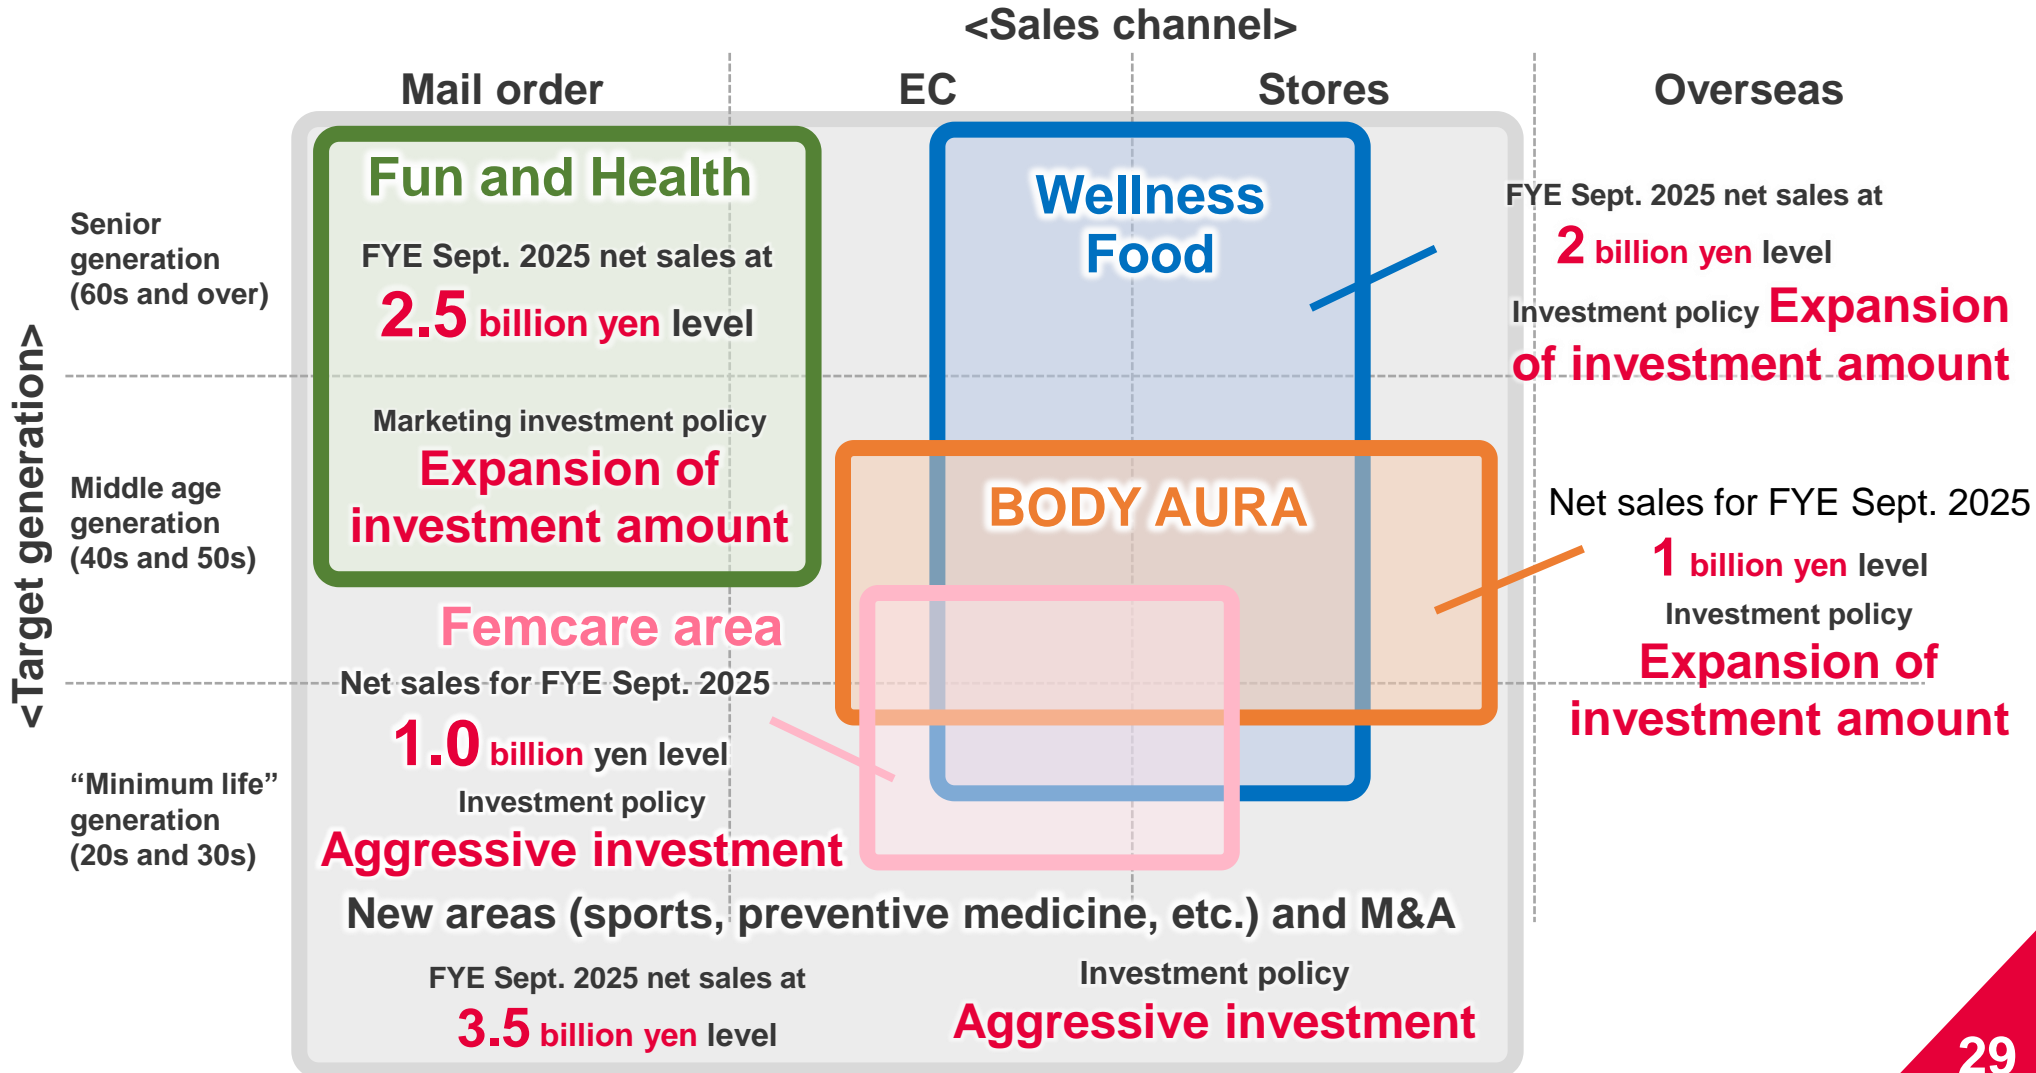 <Sales channel>
Mail order
EC
Stores
Overseas
<Target generation>
Senior
generation
(60s and over)
Middle age
generation
(40s and 50s)
“Minimum life”
generation
(20s and 30s)
Fun and Health
FYE Sept. 2025 net sales at
2.5 billion yen level
Marketing investment policy
Expansion of
investment amount
Wellness
Food
FYE Sept. 2025 net sales at
2 billion yen level
Investment policy Expansion
of investment amount
BODY AURA
Net sales for FYE Sept. 2025
1 billion yen level
Investment policy
Expansion of
investment amount
Femcare area
Net sales for FYE Sept. 2025
1.0 billion yen level
Investment policy
Aggressive investment
New areas (sports, preventive medicine, etc.) and M&A
FYE Sept. 2025 net sales at
3.5 billion yen level
Investment policy
Aggressive investment
29